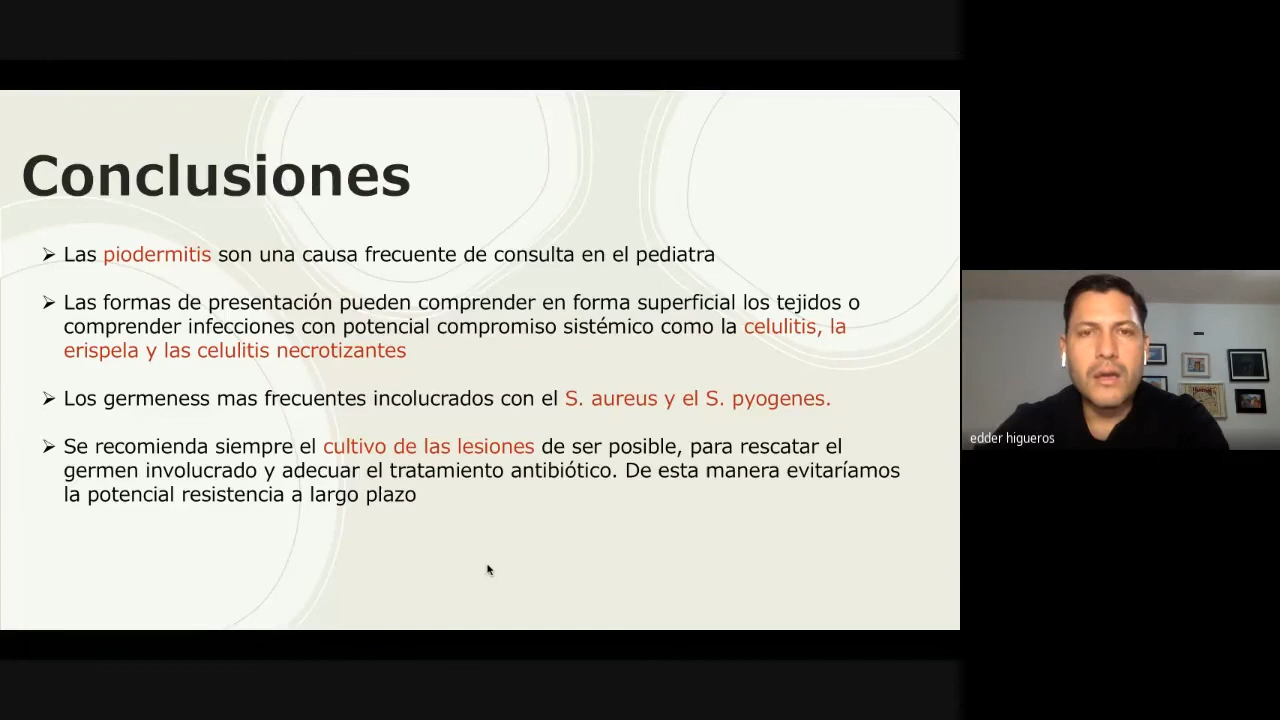 Conclusiones
➢ Las piodermitis son una causa frecuente de consulta en el pediatra
➢ Las formas de presentación pueden comprender en forma superficial los tejidos o
comprender infecciones con potencial compromiso sistémico como la celulitis, la
erispela y las celulitis necrotizantes
➢ Los germeness mas frecuentes incolucrados con el S. aureus y el S. pyogenes.
➢ Se recomienda siempre el cultivo de las lesiones de ser posible, para rescatar el
germen involucrado y adecuar el tratamiento antibiótico. De esta manera evitaríamos
la potencial resistencia a largo plazo
edder higueros